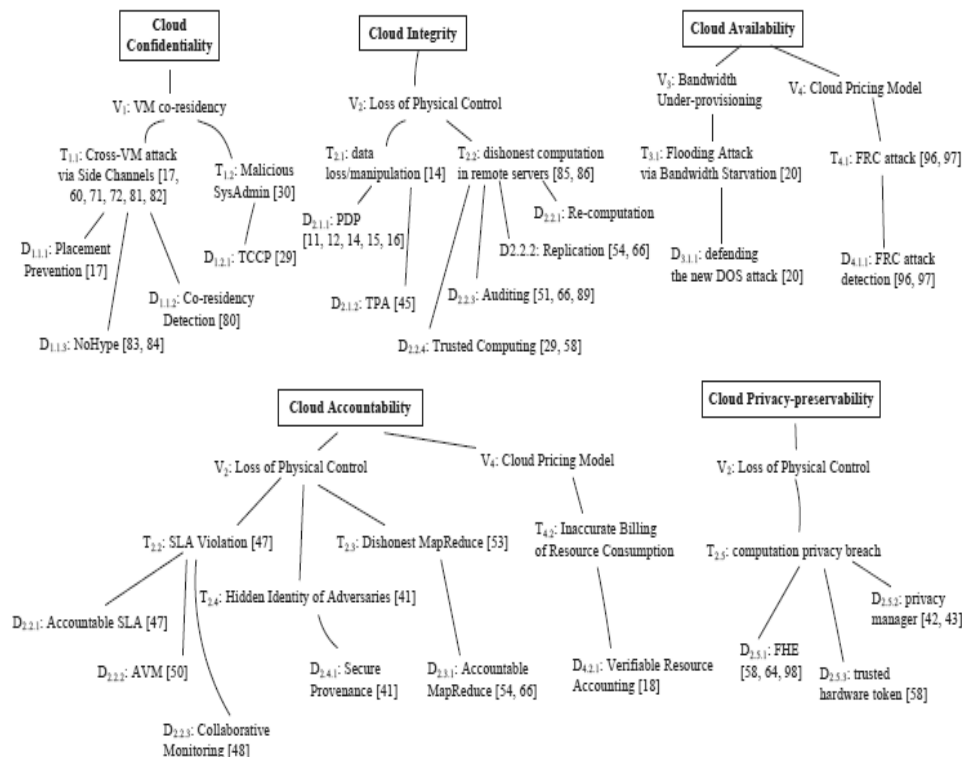 Cloud
Confidentiality
V₁: VM co-residency
T₁.₁: Cross-VM attack
via Side Channels [17,
60, 71, 72, 81, 82]
T₁.₂: Malicious
SysAdmin [30]
D₁.₁.₁: Placement
Prevention [17]
D₁.₂.₁: TCCP [29]
D₁.₁.₂: Co-residency
Detection [80]
D₁.₁.₃: NoHype [83, 84]
Cloud Integrity
V₂: Loss of Physical Control
T₂.₁: data
loss/manipulation [14]
T₂.₂: dishonest computation
in remote servers [85, 86]
D₂.₁.₁: PDP
[11, 12, 14, 15, 16]
D₂.₂.₁: Re-computation
D2.2.2: Replication [54, 66]
D₂.₁.₂: TPA [45]
D₂.₂.₃: Auditing [51, 66, 89]
D₂.₂.₄: Trusted Computing [29, 58]
Cloud Availability
V₃: Bandwidth
Under-provisioning
V₄: Cloud Pricing Model
T₃.₁: Flooding Attack
via Bandwidth Starvation [20]
T₄.₁: FRC attack [96, 97]
D₃.₁.₁: defending
the new DOS attack [20]
D₄.₁.₁: FRC attack
detection [96, 97]
Cloud Accountability
V₂: Loss of Physical Control
V₄: Cloud Pricing Model
T₂.₂: SLA Violation [47]
T₂.₃: Dishonest MapReduce [53]
T₄.₂: Inaccurate Billing
of Resource Consumption
T₂.₄: Hidden Identity of Adversaries [41]
D₂.₂.₁: Accountable SLA [47]
D₂.₂.₂: AVM [50]
D₂.₄.₁: Secure
Provenance [41]
D₂.₃.₁: Accountable
MapReduce [54, 66]
D₄.₂.₁: Verifiable Resource
Accounting [18]
D₂.₂.₃: Collaborative
Monitoring [48]
Cloud Privacy-preservability
V₂: Loss of Physical Control
T₂.₅: computation privacy breach
D₂.₅.₂: privacy
manager [42, 43]
D₂.₅.₁: FHE
[58, 64, 98]
D₂.₅.₃: trusted
hardware token [58]